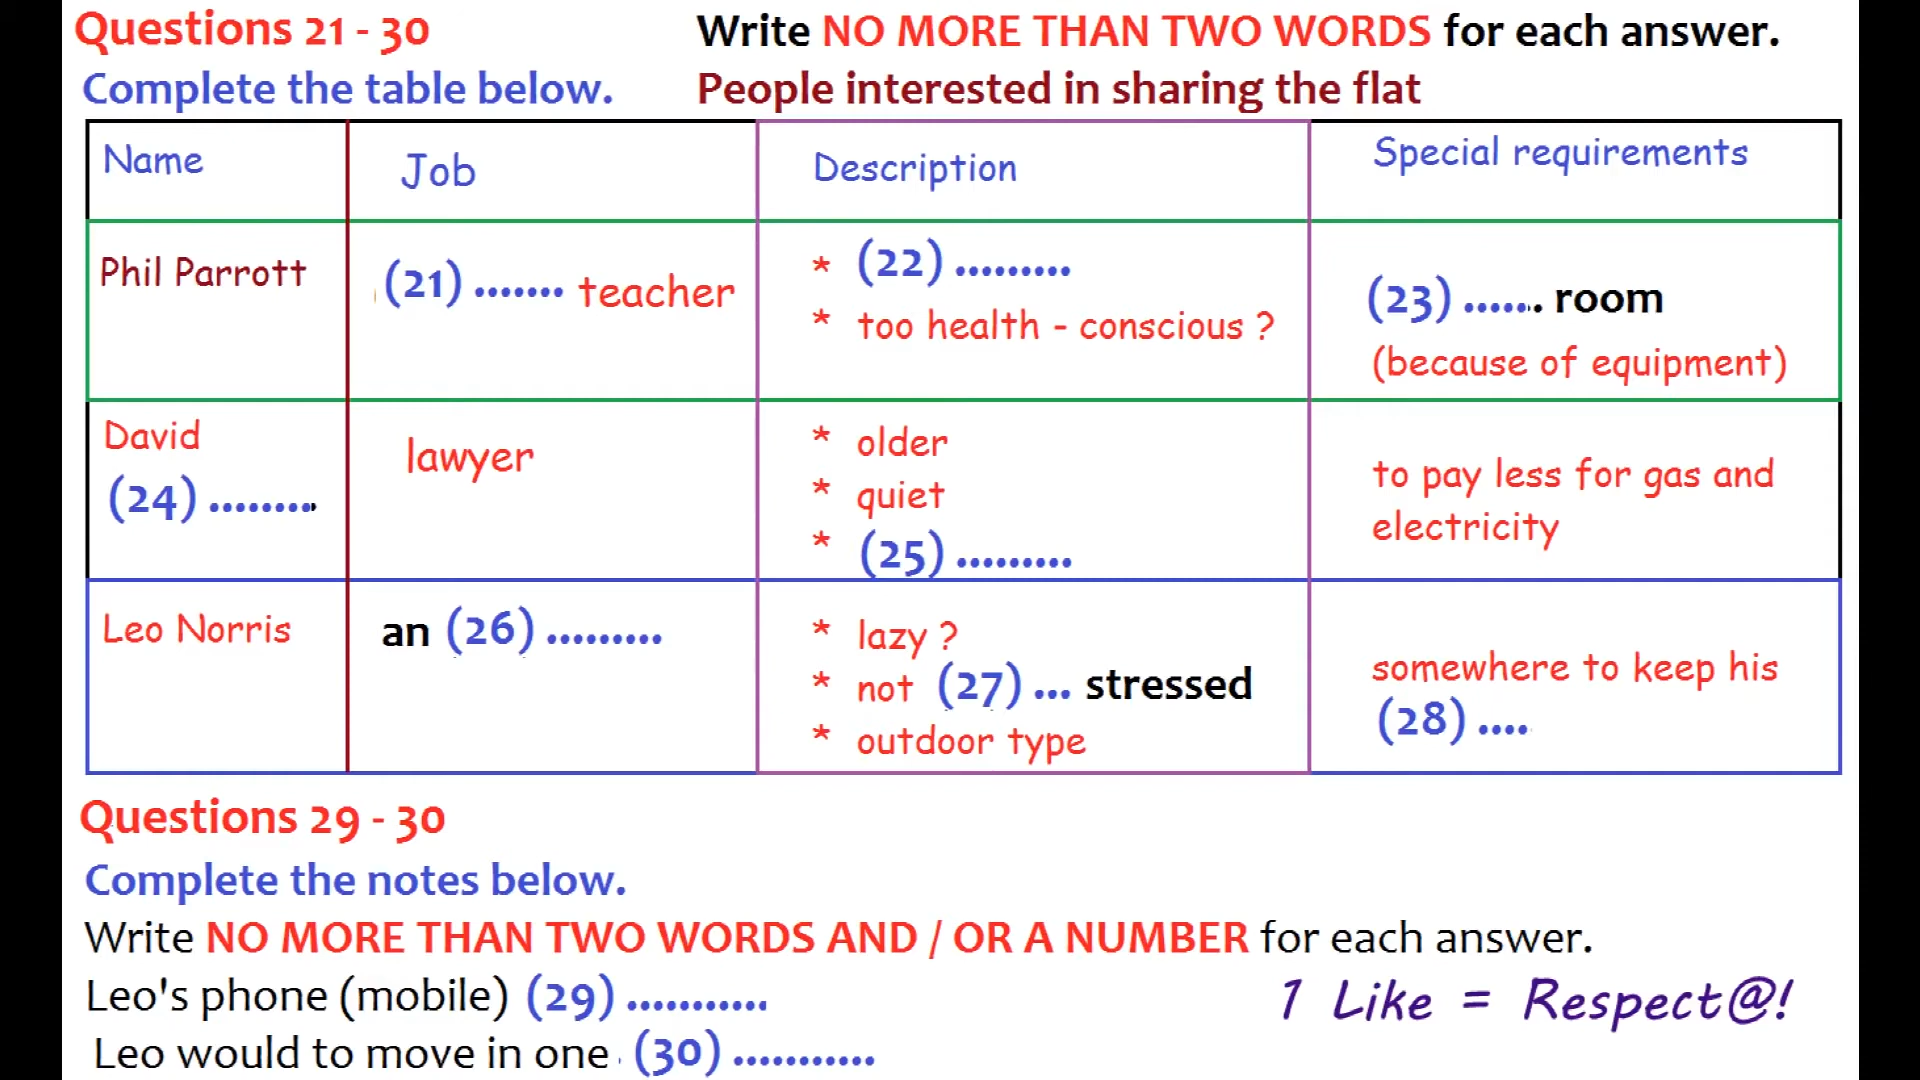 Questions 21 - 30
Write NO MORE THAN TWO WORDS for each answer.
Complete the table below.
People interested in sharing the flat
Name
Job
Description
Special requirements
Phil Parrott
(21) ....... teacher
* (22) .........
* too health - conscious ?
(23) ...... room
(because of equipment)
David
(24) .........
lawyer
* older
* quiet
* (25) .........
to pay less for gas and
electricity
Leo Norris
an (26) .........
* lazy ?
* not (27) ... stressed
* outdoor type
somewhere to keep his
(28) ....
Questions 29 - 30
Complete the notes below.
Write NO MORE THAN TWO WORDS AND / OR A NUMBER for each answer.
Leo's phone (mobile) (29) ...........
1 Like = Respect@!
Leo would to move in one . (30) ...........